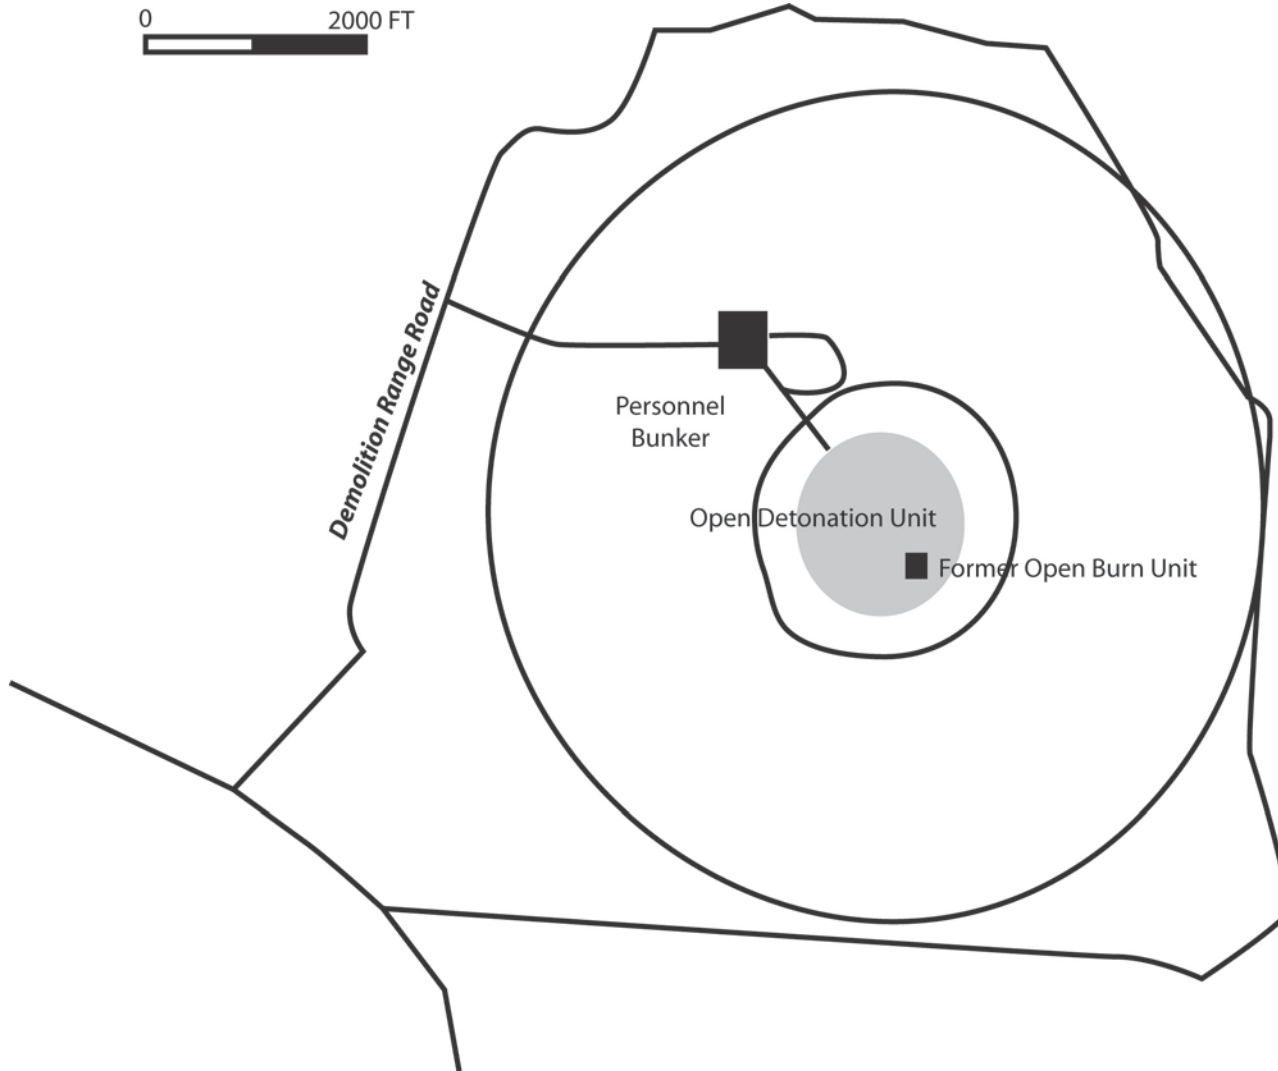 0 2000 FT
Demolition Range Road
Personnel
Bunker
Open Detonation Unit
Former Open Burn Unit